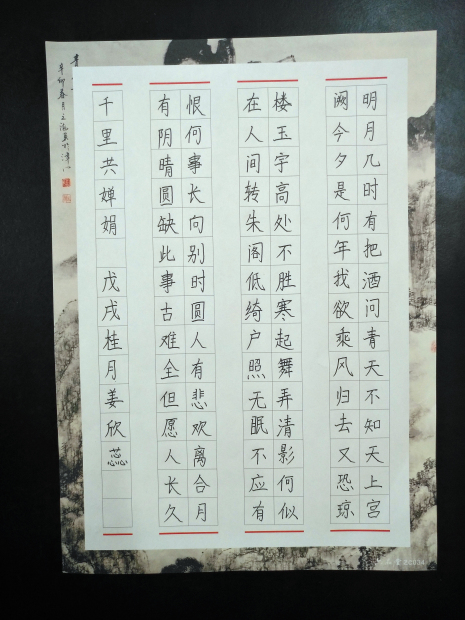 明月几时有把酒问青天不知天上宫
阙今夕是何年我欲乘风归去又恐琼
楼玉宇高处不胜寒起舞弄清影何似
在人间转朱阁低绮户照无眠不应有
恨何事长向别时圆人有悲欢离合月
有阴晴圆缺此事古难全但愿人长久
千里共婵娟 戊戌桂月姜欣蕊
辛卯春月